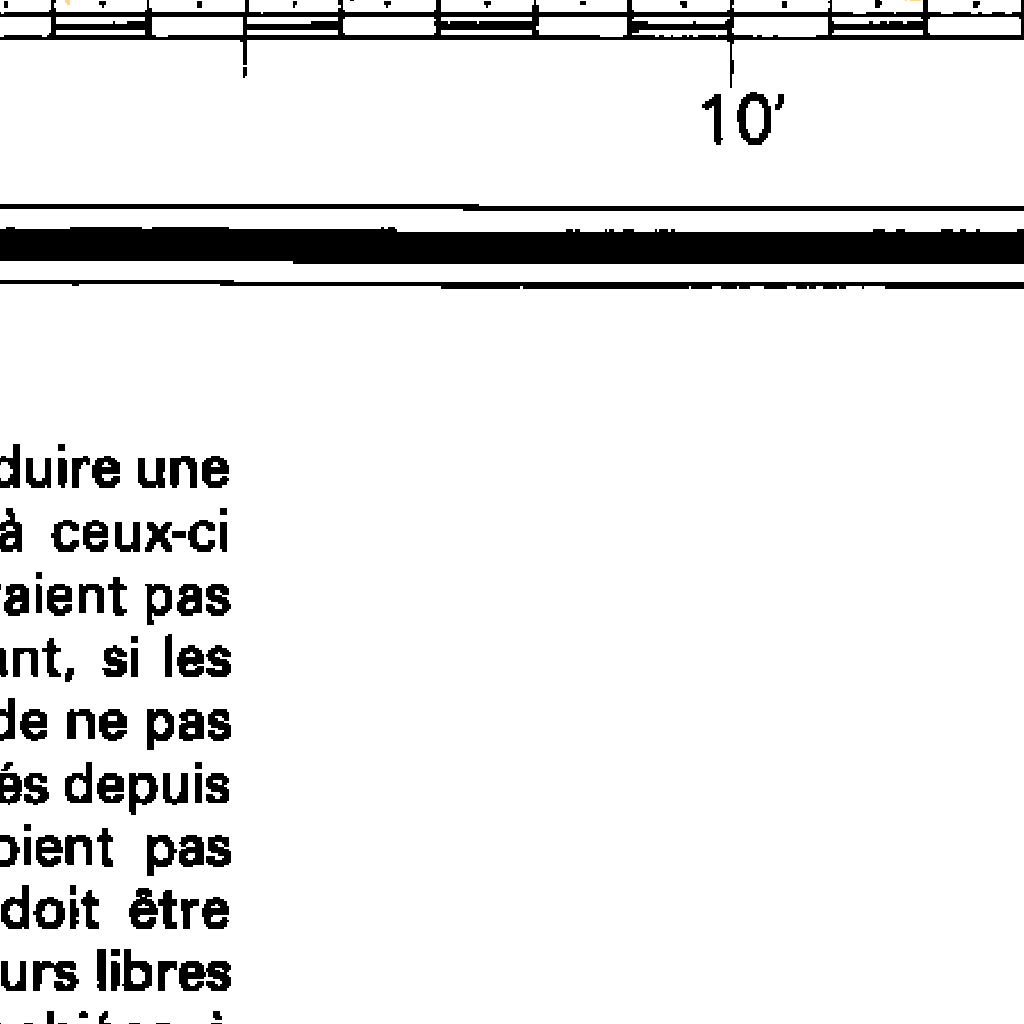 10’
duire une
à ceux-ci
raient pas
ant, si les
de ne pas
és depuis
oient pas
doit être
urs libres